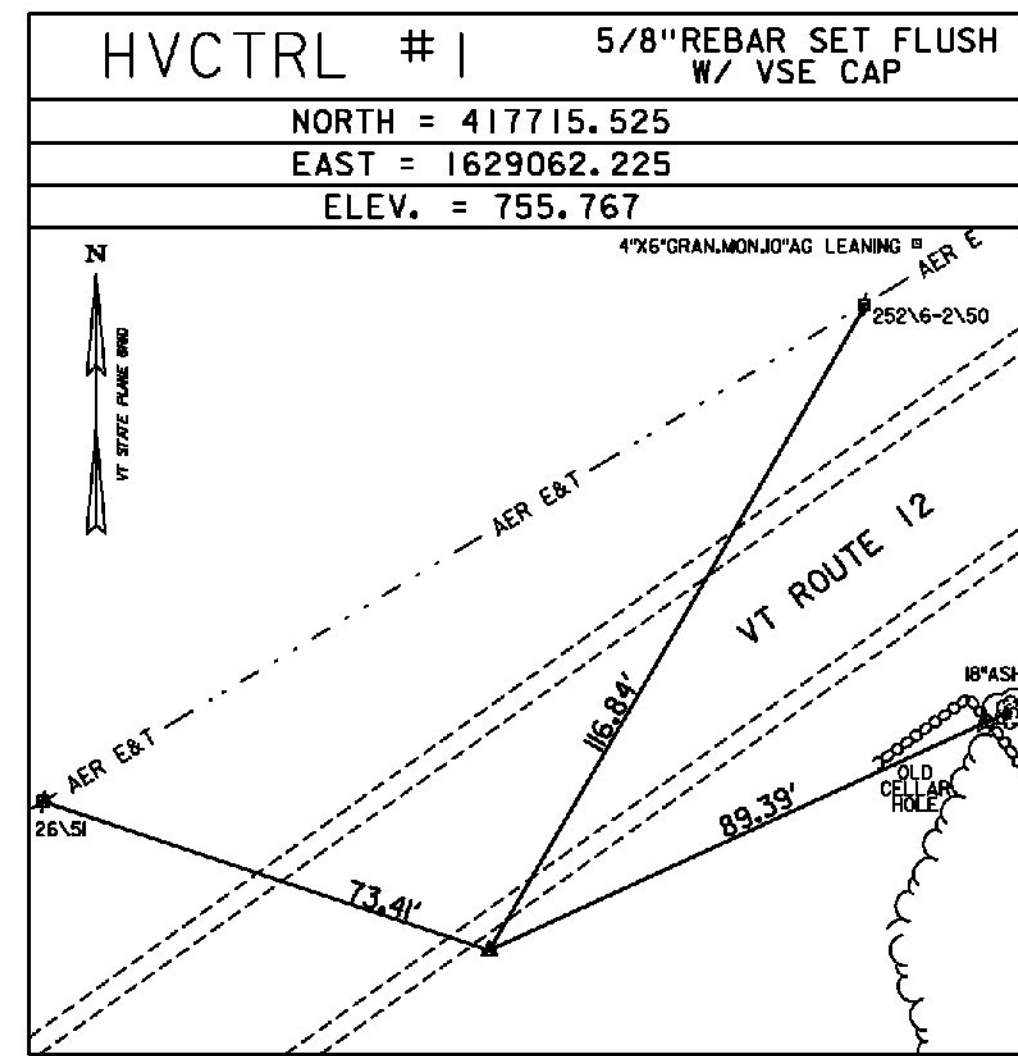 HVCTRL #1
5/8"REBAR SET FLUSH
W/ VSE CAP
NORTH = 417715.525
EAST = 1629062.225
ELEV. = 755.767
4"X6"GRAN.MON.10"AG LEANING
AER E
N
252\6-2\50
VT STATE PLANE GRID
AER E&T
VT ROUTE 12
18"ASH
116.84'
AER E&T
OLD
CELLAR
HOLE
89.39'
26\51
73.41'